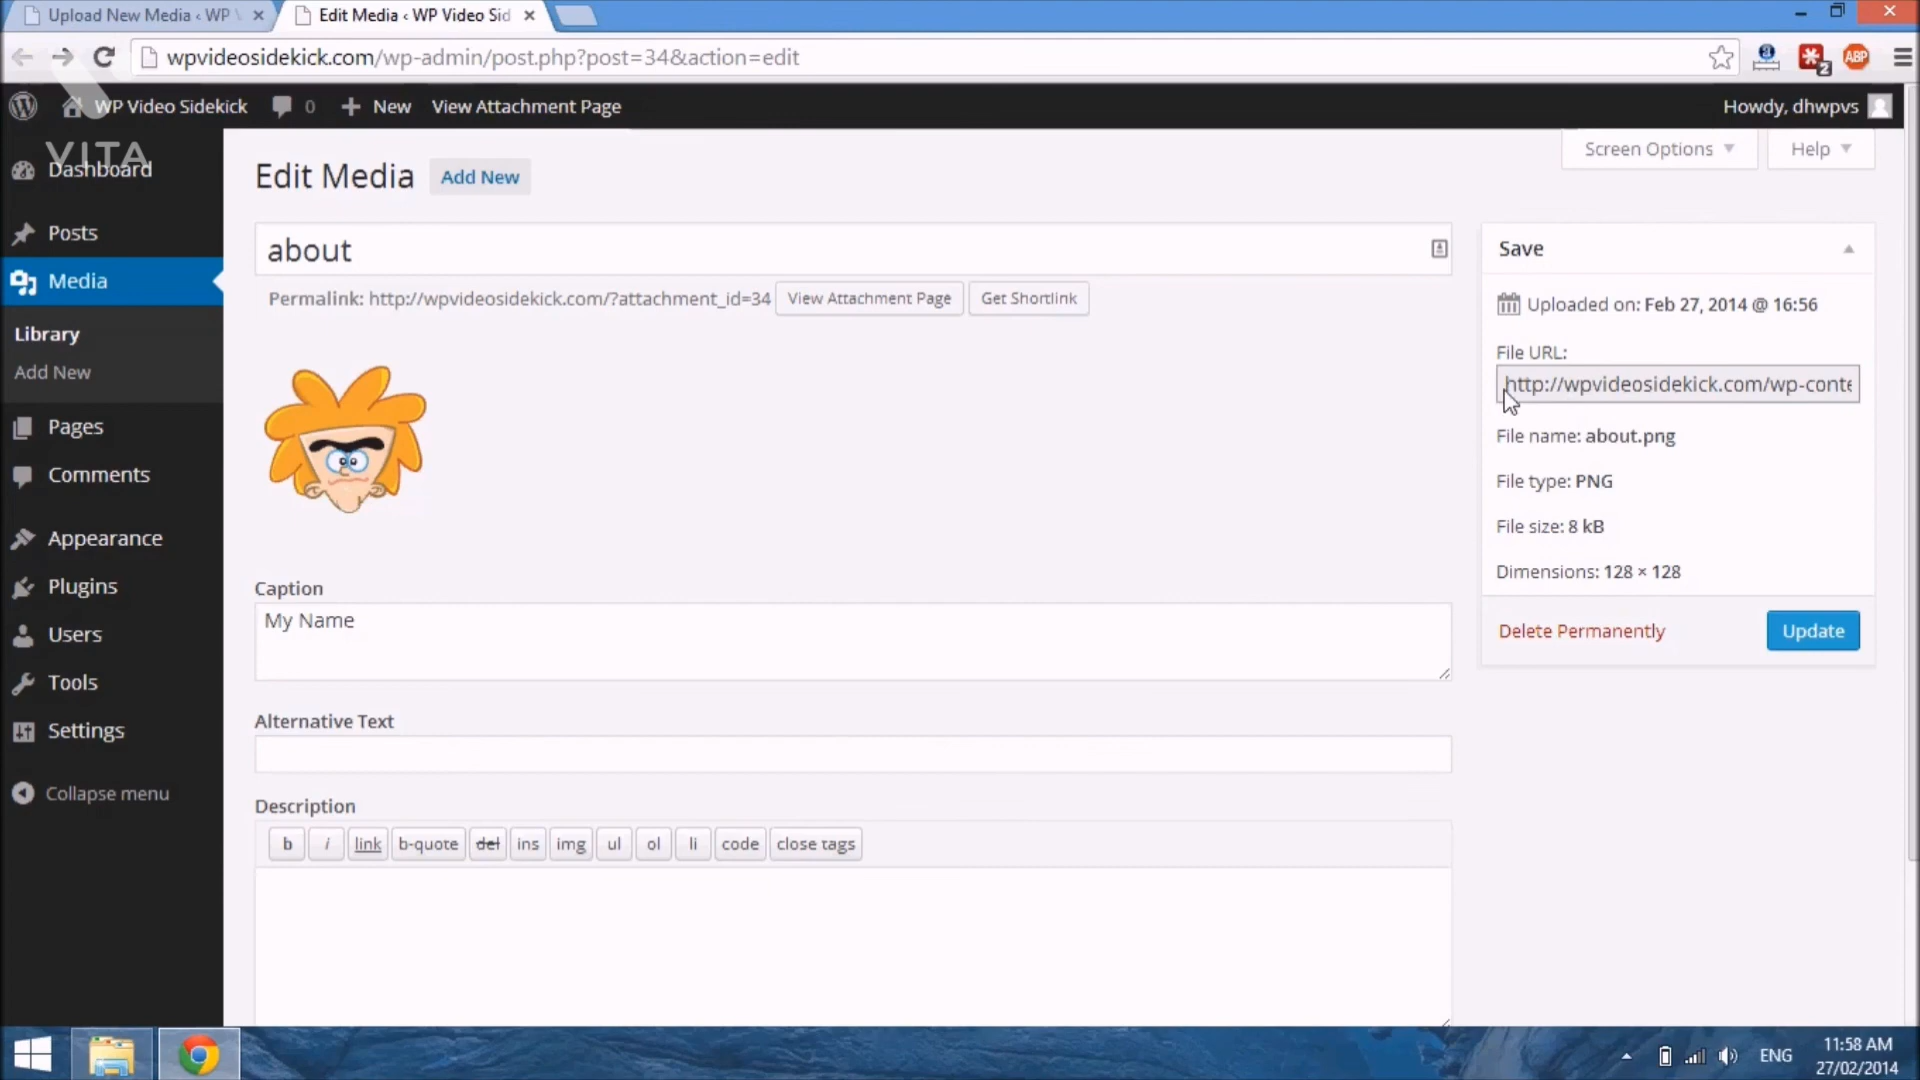 Upload New Media ‹ WP V
Edit Media ‹ WP Video Sid
wpvideosidekick.com/wp-admin/post.php?post=34&action=edit
2
ABP
WP Video Sidekick
0
New
View Attachment Page
Howdy, dhwpvs
VITA
Dashboard
Posts
Media
Library
Add New
Pages
Comments
Appearance
Plugins
Users
Tools
Settings
Collapse menu
Screen Options
Help
Edit Media
Add New
about
Permalink: http://wpvideosidekick.com/?attachment_id=34
View Attachment Page
Get Shortlink
Caption
My Name
Alternative Text
Description
b
i
link
b-quote
del
ins
img
ul
ol
li
code
close tags
Save
Uploaded on: Feb 27, 2014 @ 16:56
File URL:
http://wpvideosidekick.com/wp-conte
File name: about.png
File type: PNG
File size: 8 kB
Dimensions: 128 × 128
Delete Permanently
Update
ENG
11:58 AM
27/02/2014